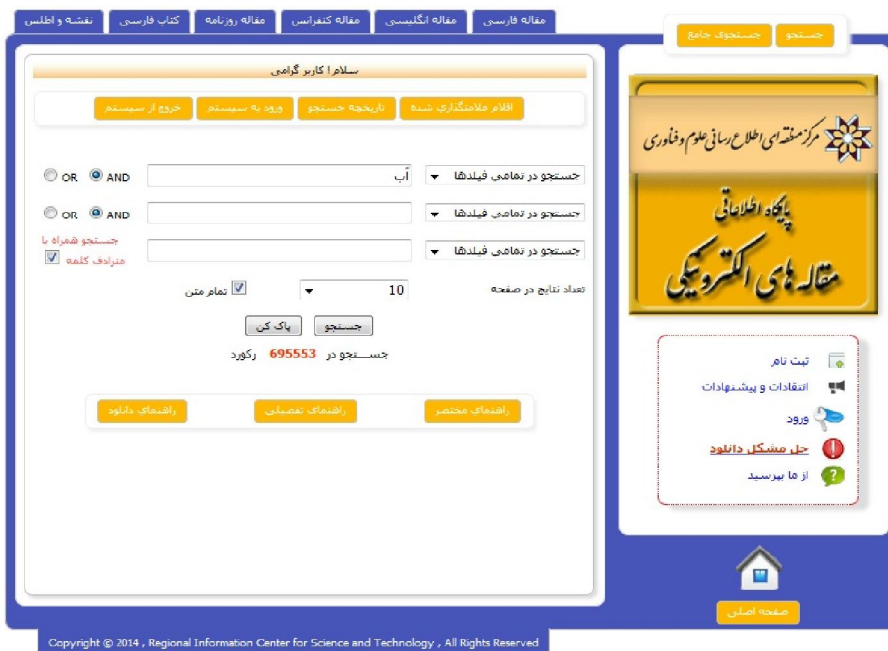 جستجو جستجوی جامع
مقاله فارسی مقاله انگلیسی مقاله کنفرانس مقاله روزنامه کتاب فارسی نقشه و اطلس
مرکز منطقه ای اطلاع رسانی علوم و فناوری
پایگاه اطلاعاتی
مقاله های الکترونیکی
ثبت نام
انتقادات و پیشنهادات
ورود
حل مشکل دانلود
از ما بپرسید
صفحه اصلی
سلام! کاربر گرامی
اقلام علامتگذاری شده تاریخچه جستجو ورود به سیستم خروج از سیستم
جستجو در تمامی فیلدها آب AND OR
جستجو در تمامی فیلدها AND OR
جستجو در تمامی فیلدها جستجو همراه با
مترادف کلمه
تعداد نتایج در صفحه 10 تمام متن
جستجو پاک کن
جســـتجو در 695553 رکورد
راهنمای مختصر راهنمای تفصیلی راهنمای دانلود
Copyright © 2014 , Regional Information Center for Science and Technology , All Rights Reserved